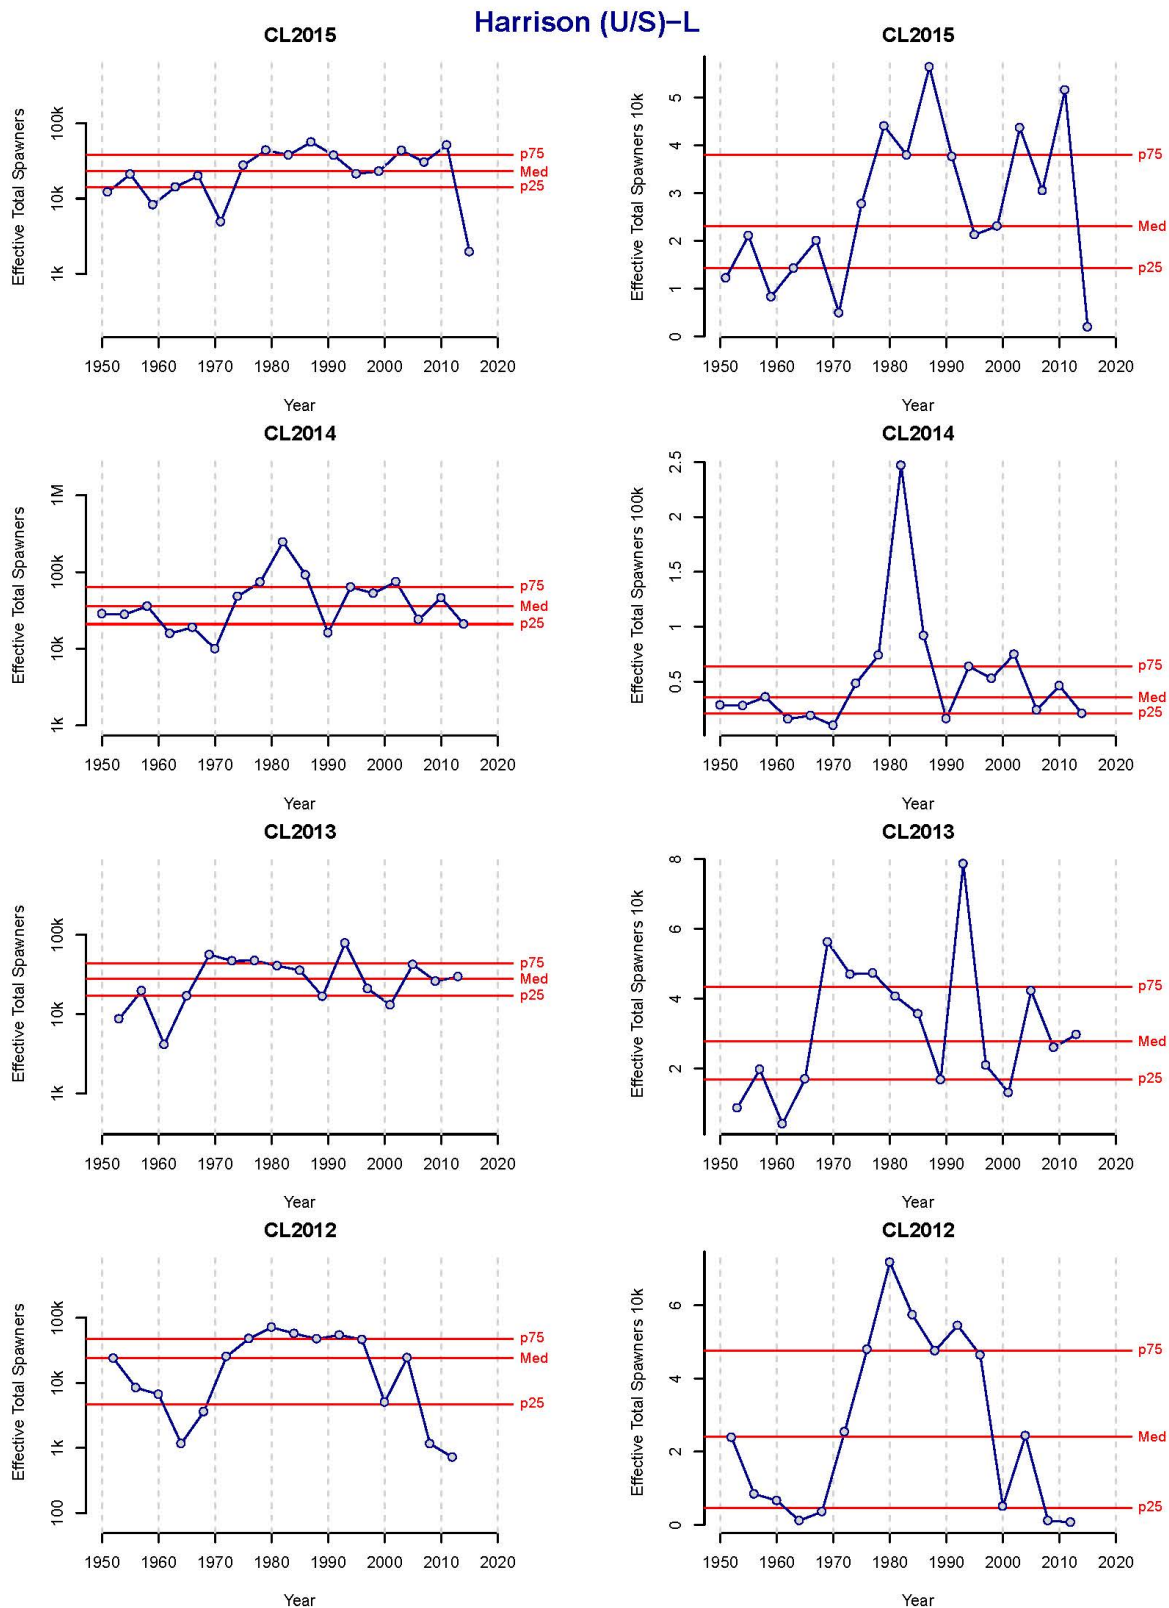 Harrison (U/S)−L
CL2015
Effective Total Spawners
100k
10k
1k
p75
Med
p25
1950 1960 1970 1980 1990 2000 2010 2020
Year
CL2015
Effective Total Spawners 10k
5
4
3
2
1
0
p75
Med
p25
1950 1960 1970 1980 1990 2000 2010 2020
Year
CL2014
Effective Total Spawners
1M
100k
10k
1k
p75
Med
p25
1950 1960 1970 1980 1990 2000 2010 2020
Year
CL2014
Effective Total Spawners 100k
2.5
2
1.5
1
0.5
p75
Med
p25
1950 1960 1970 1980 1990 2000 2010 2020
Year
CL2013
Effective Total Spawners
100k
10k
1k
p75
Med
p25
1950 1960 1970 1980 1990 2000 2010 2020
Year
CL2013
Effective Total Spawners 10k
8
6
4
2
p75
Med
p25
1950 1960 1970 1980 1990 2000 2010 2020
Year
CL2012
Effective Total Spawners
100k
10k
1k
100
p75
Med
p25
1950 1960 1970 1980 1990 2000 2010 2020
Year
CL2012
Effective Total Spawners 10k
6
4
2
0
p75
Med
p25
1950 1960 1970 1980 1990 2000 2010 2020
Year